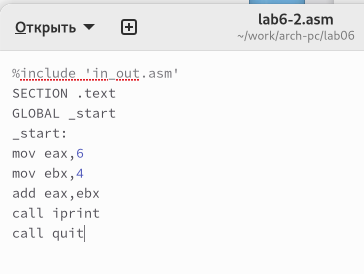 Открыть
lab6-2.asm
~/work/arch-pc/lab06
%include 'in_out.asm'
SECTION .text
GLOBAL _start
_start:
mov eax,6
mov ebx,4
add eax,ebx
call iprint
call quit